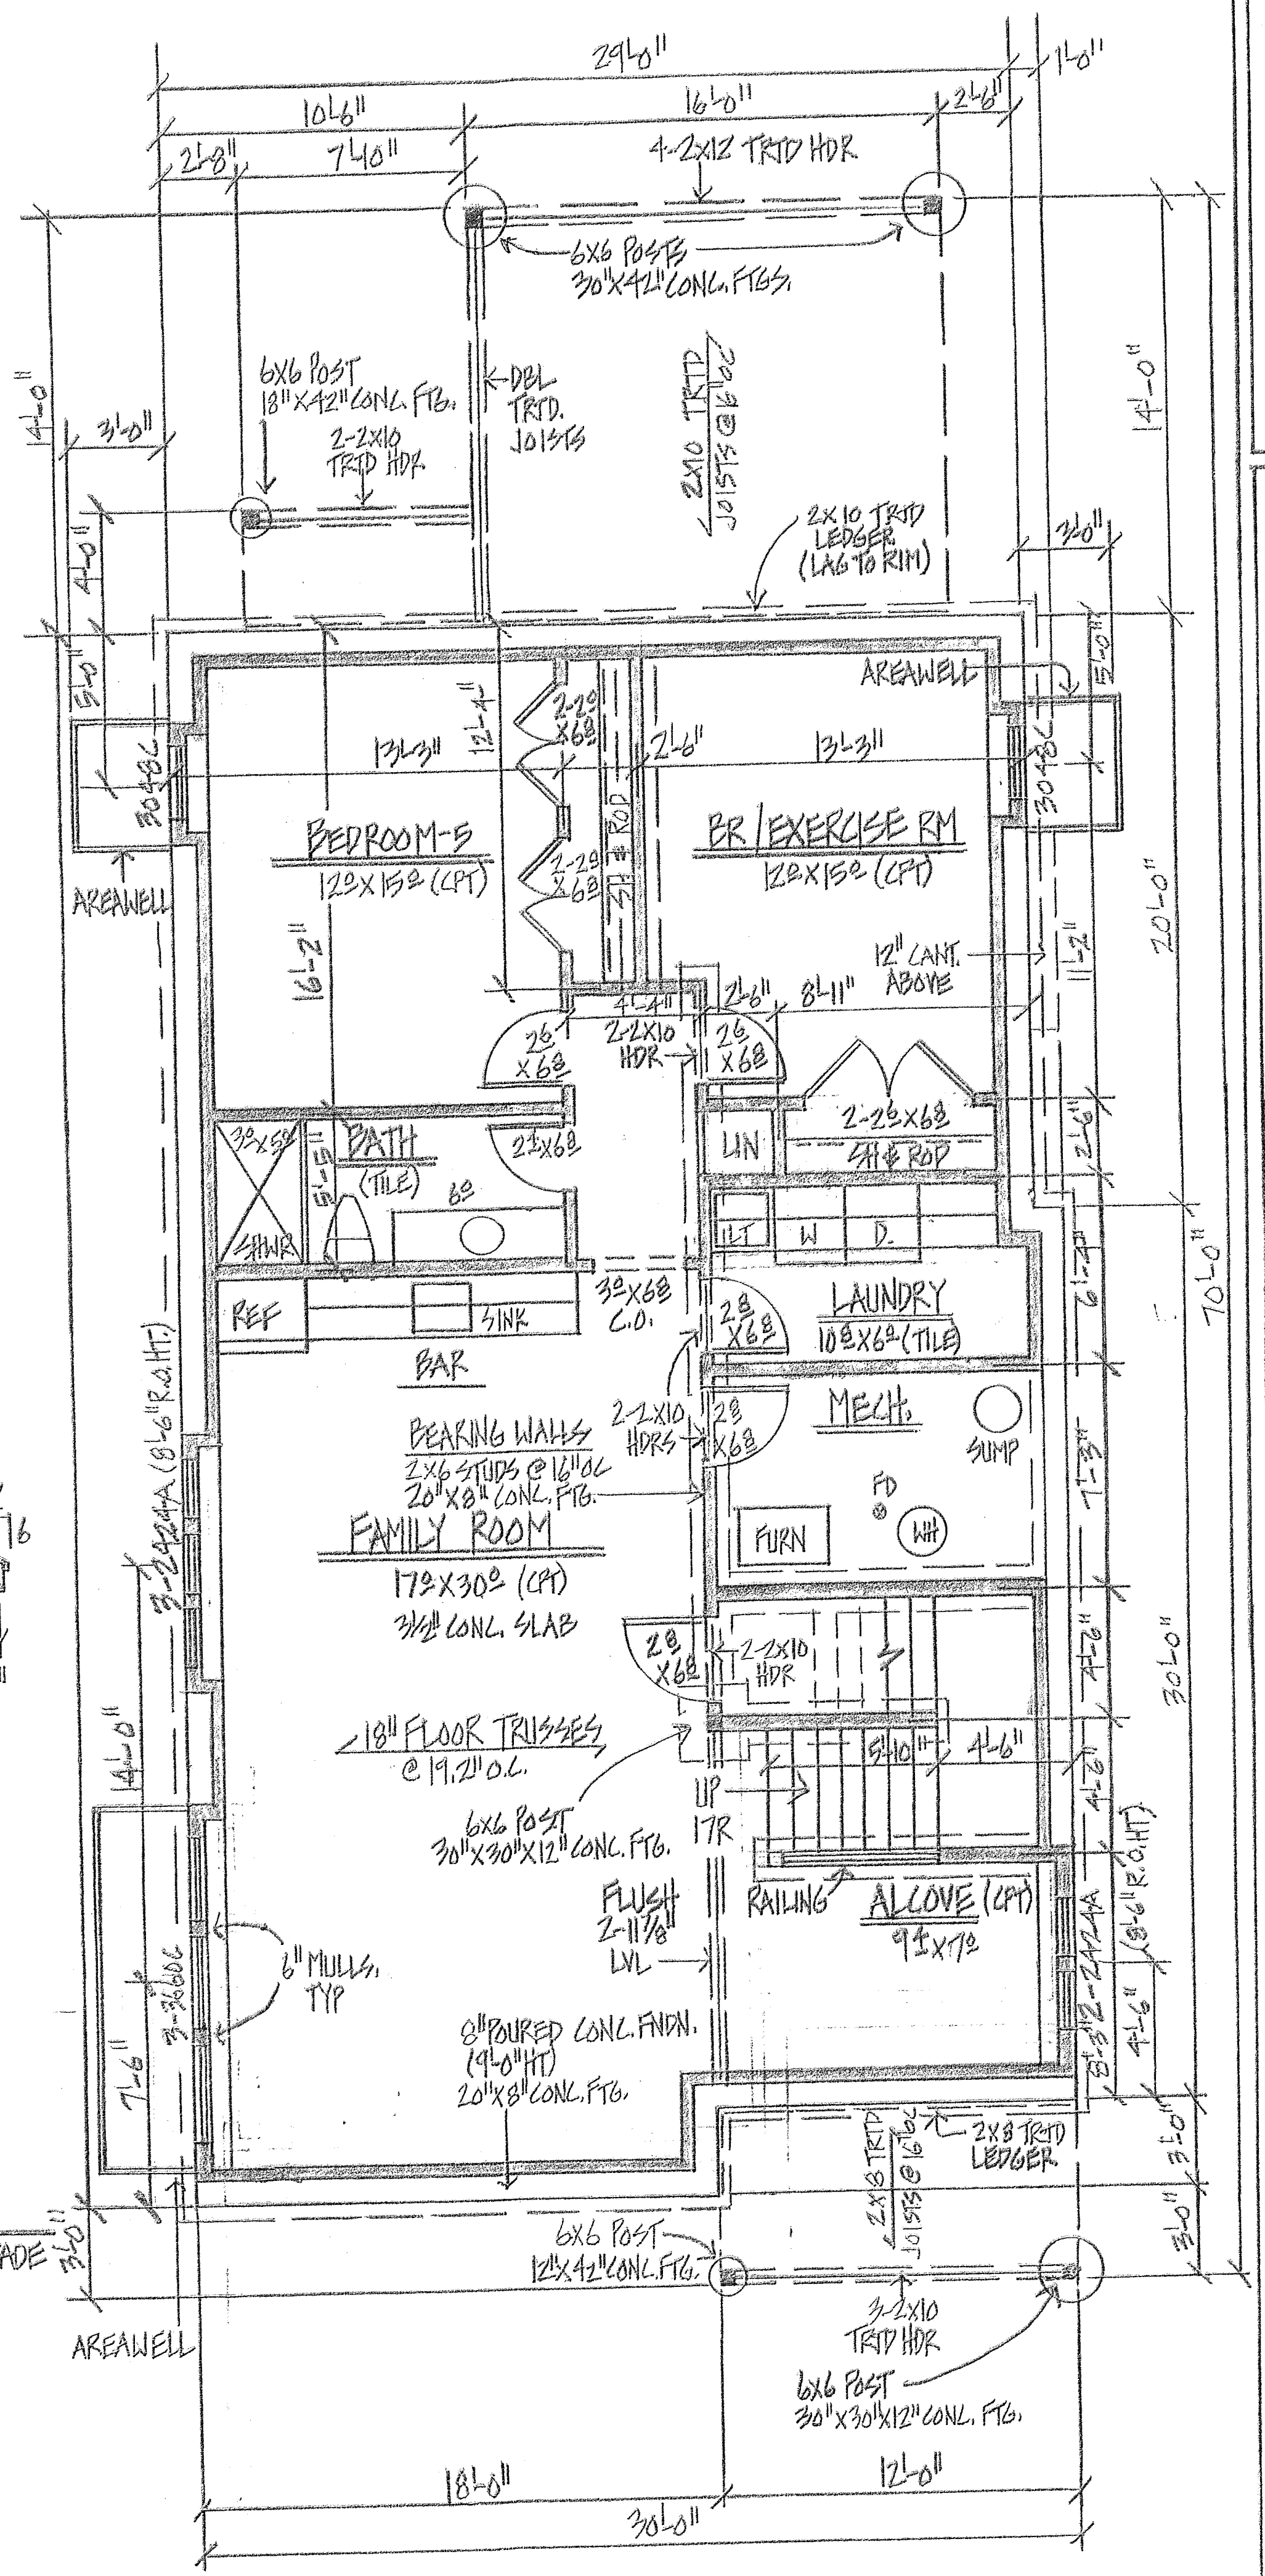 29'-0"
1'-0"
10'-6"
16'-0"
2'-6"
2'-8"
7'-10"
4-2X12 TRTD HDR
6X6 POSTS
30"X42" CONC. FTGS.
14'-0"
3'-0"
6X6 POST
18"X42" CONC. FTG.
2-2X10
TRTD HDR
DBL
TRTD.
JOISTS
2X10 TRTD
JOISTS @ 16"OC
14'-0"
2X10 TRTD
LEDGER
(LAG TO RIM)
3'-0"
4'-0"
5'-0"
5'-0"
AREAWELL
12'-4"
2-2⁰
X6⁸
13'-3"
2'-6"
13'-3"
3048C
3048C
BEDROOM-5
12⁰X15⁰ (CPT)
2-2⁰
X6⁸
SH & ROD
BR/EXERCISE RM
12⁰X15⁰ (CPT)
AREAWELL
16'-2"
12" CANT.
ABOVE
11'-2"
20'-0"
4'-4"
2'-6"
8'-11"
2-2X10
HDR
2⁶
X6⁸
2⁶
X6⁸
3⁰X5⁰
SHWR
5'-5"
BATH
(TILE)
6⁰
2⁴X6⁸
LIN
2-2⁶X6⁸
SH & ROD
2'-6"
LT
W
D.
REF
SINK
BAR
3⁰X6⁸
C.O.
2⁸
X6⁸
LAUNDRY
10⁸X6⁰ (TILE)
6'-2"
70'-0"
3-2424A (8'-6" R.O. HT.)
BEARING WALLS
2X6 STUDS @ 16"OC
20"X8" CONC. FTG.
2-2X10
HDRS
2⁸
X6⁸
MECH.
SUMP
FD
FURN
WH
7'-3"
16
FAMILY ROOM
17⁰X30⁰ (CPT)
3½" CONC. SLAB
2⁸
X6⁸
2-2X10
HDR
4'-6"
30'-0"
14'-0"
18" FLOOR TRUSSES
@ 19.2" O.C.
5'-10"
4'-6"
4'-6"
UP
17R
6X6 POST
30"X30"X12" CONC. FTG.
FLUSH
2-11⅞"
LVL
RAILING
ALCOVE (CPT)
9⁴X7⁰
2-2424A (8'-6" R.O. HT)
3-3660C
6" MULLS.
TYP
7'-6"
8" POURED CONC. FNDN.
(9'-0" HT)
20"X8" CONC. FTG.
8'-3"
4'-6"
2X8 TRTD
JOISTS @ 16"OC
2X8 TRTD
LEDGER
3'-0"
3'-0"
ADE
3'-0"
6X6 POST
12"X42" CONC. FTG.
AREAWELL
3-2X10
TRTD HDR
6X6 POST
30"X30"X12" CONC. FTG.
18'-0"
12'-0"
30'-0"